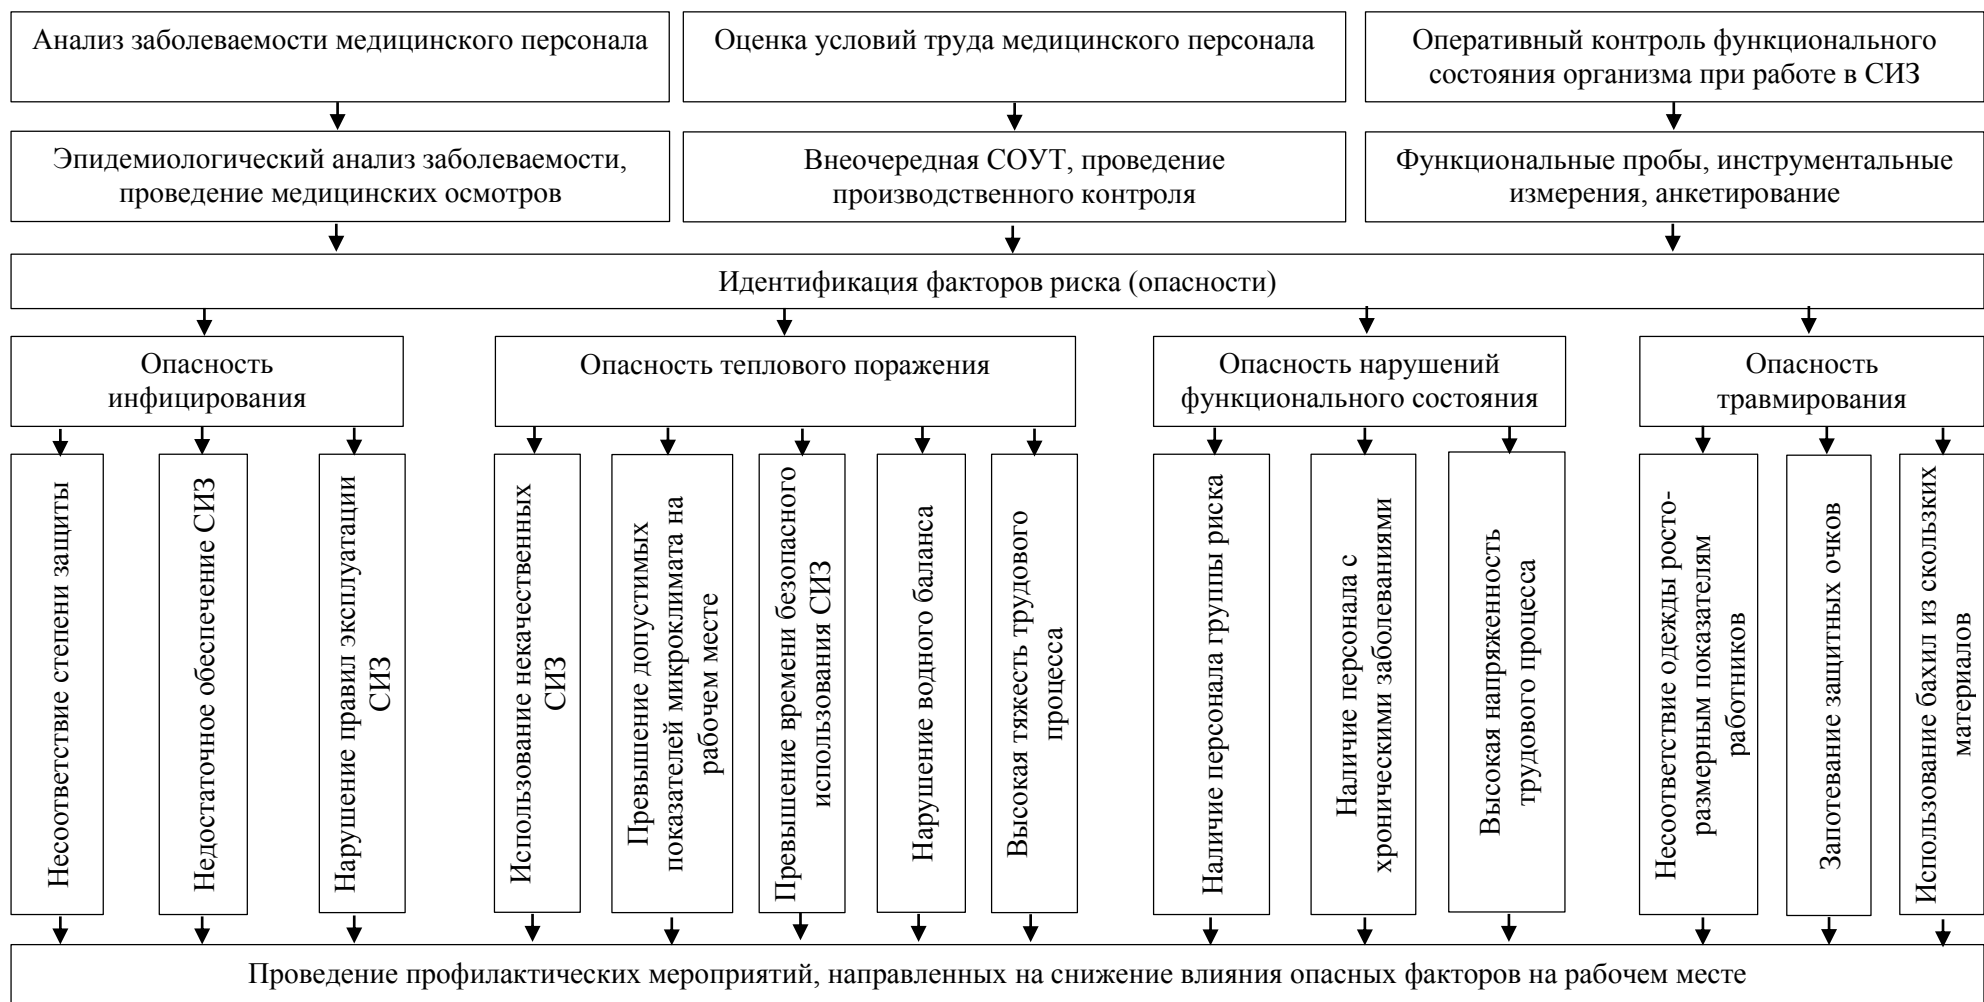 Анализ заболеваемости медицинского персонала
Оценка условий труда медицинского персонала
Оперативный контроль функционального
состояния организма при работе в СИЗ
Эпидемиологический анализ заболеваемости,
проведение медицинских осмотров
Внеочередная СОУТ, проведение
производственного контроля
Функциональные пробы, инструментальные
измерения, анкетирование
Идентификация факторов риска (опасности)
Опасность
инфицирования
Опасность теплового поражения
Опасность нарушений
функционального состояния
Опасность
травмирования
Несоответствие степени защиты
Недостаточное обеспечение СИЗ
Нарушение правил эксплуатации
СИЗ
Использование некачественных
СИЗ
Превышение допустимых
показателей микроклимата на
рабочем месте
Превышение времени безопасного
использования СИЗ
Нарушение водного баланса
Высокая тяжесть трудового
процесса
Наличие персонала группы риска
Наличие персонала с
хроническими заболеваниями
Высокая напряженность
трудового процесса
Несоответствие одежды росто-
размерным показателям
работников
Запотевание защитных очков
Использование бахил из скользких
материалов
Проведение профилактических мероприятий, направленных на снижение влияния опасных факторов на рабочем месте